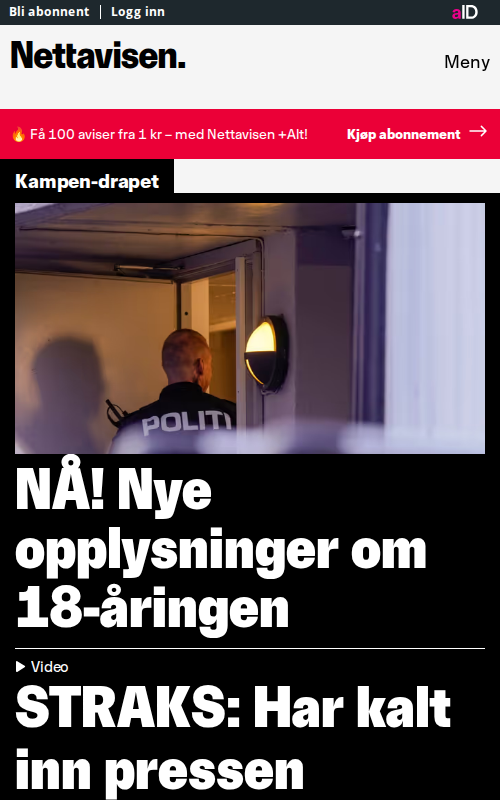 Bli abonnent | Logg inn
aID
Nettavisen.
Meny
🔥 Få 100 aviser fra 1 kr – med Nettavisen +Alt!
Kjøp abonnement →
Kampen-drapet
POLITI
NÅ! Nye
opplysninger om
18-åringen
Video
STRAKS: Har kalt
inn pressen